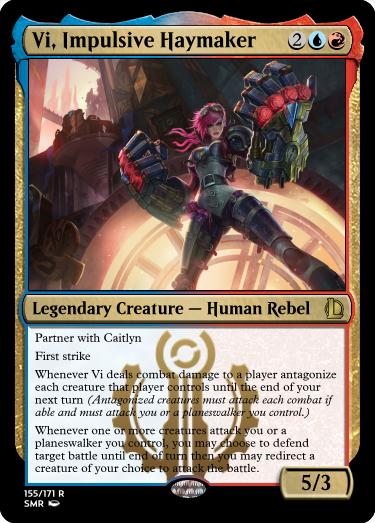 Vi, Impulsive Haymaker 2
Legendary Creature — Human Rebel
Partner with Caitlyn
First strike
Whenever Vi deals combat damage to a player antagonize
each creature that player controls until the end of your
next turn (Antagonized creatures must attack each combat if
able and must attack you or a planeswalker you control.)
Whenever one or more creatures attack you or a
planeswalker you control, you may choose to defend
target battle until end of turn then you may redirect a
creature of your choice to attack the battle.
5/3
155/171 R
SMR